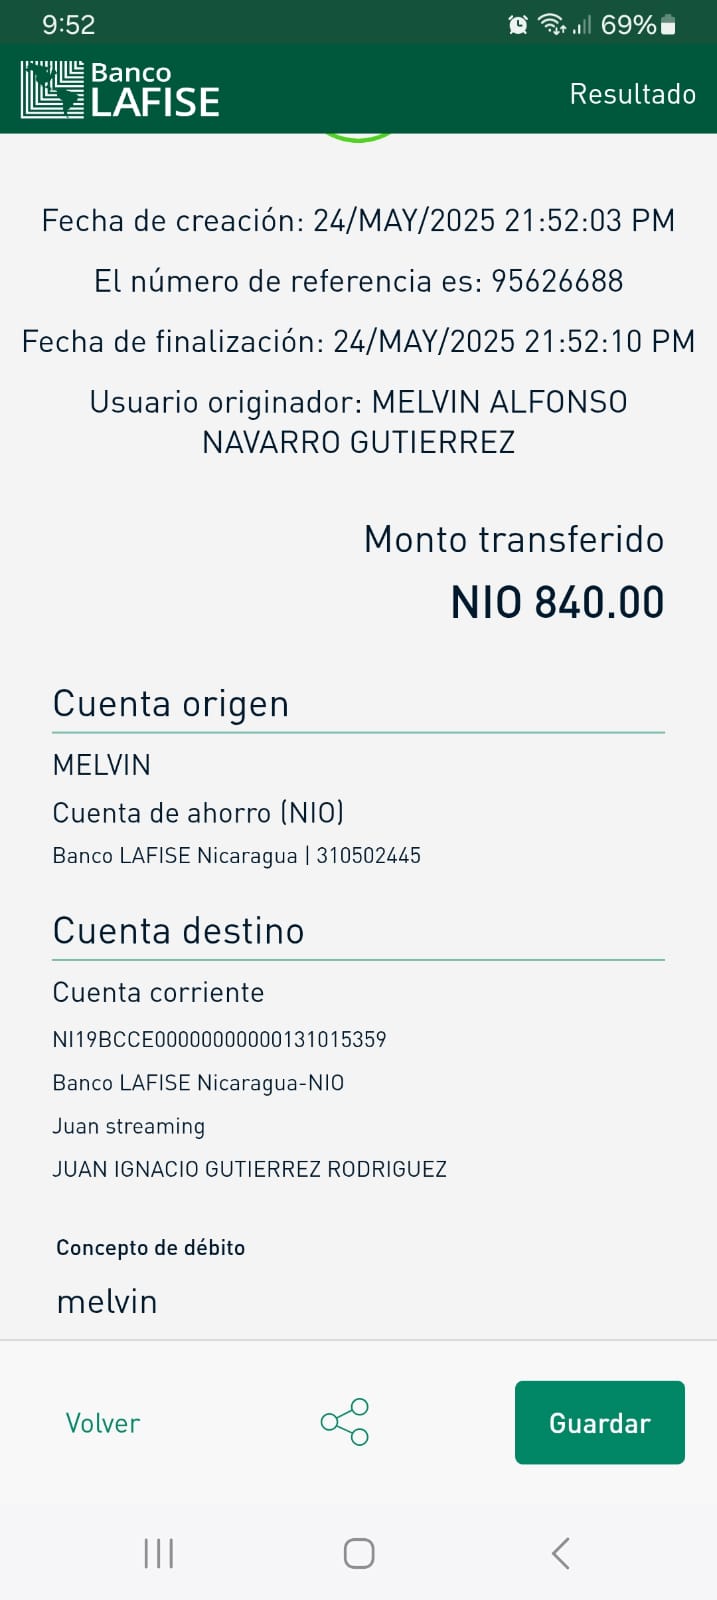 9:52
69%
Banco
LAFISE
Resultado
Fecha de creación: 24/MAY/2025 21:52:03 PM
El número de referencia es: 95626688
Fecha de finalización: 24/MAY/2025 21:52:10 PM
Usuario originador: MELVIN ALFONSO
NAVARRO GUTIERREZ
Monto transferido
NIO 840.00
Cuenta origen
MELVIN
Cuenta de ahorro (NIO)
Banco LAFISE Nicaragua | 310502445
Cuenta destino
Cuenta corriente
NI19BCCE00000000000131015359
Banco LAFISE Nicaragua-NIO
Juan streaming
JUAN IGNACIO GUTIERREZ RODRIGUEZ
Concepto de débito
melvin
Volver
Guardar